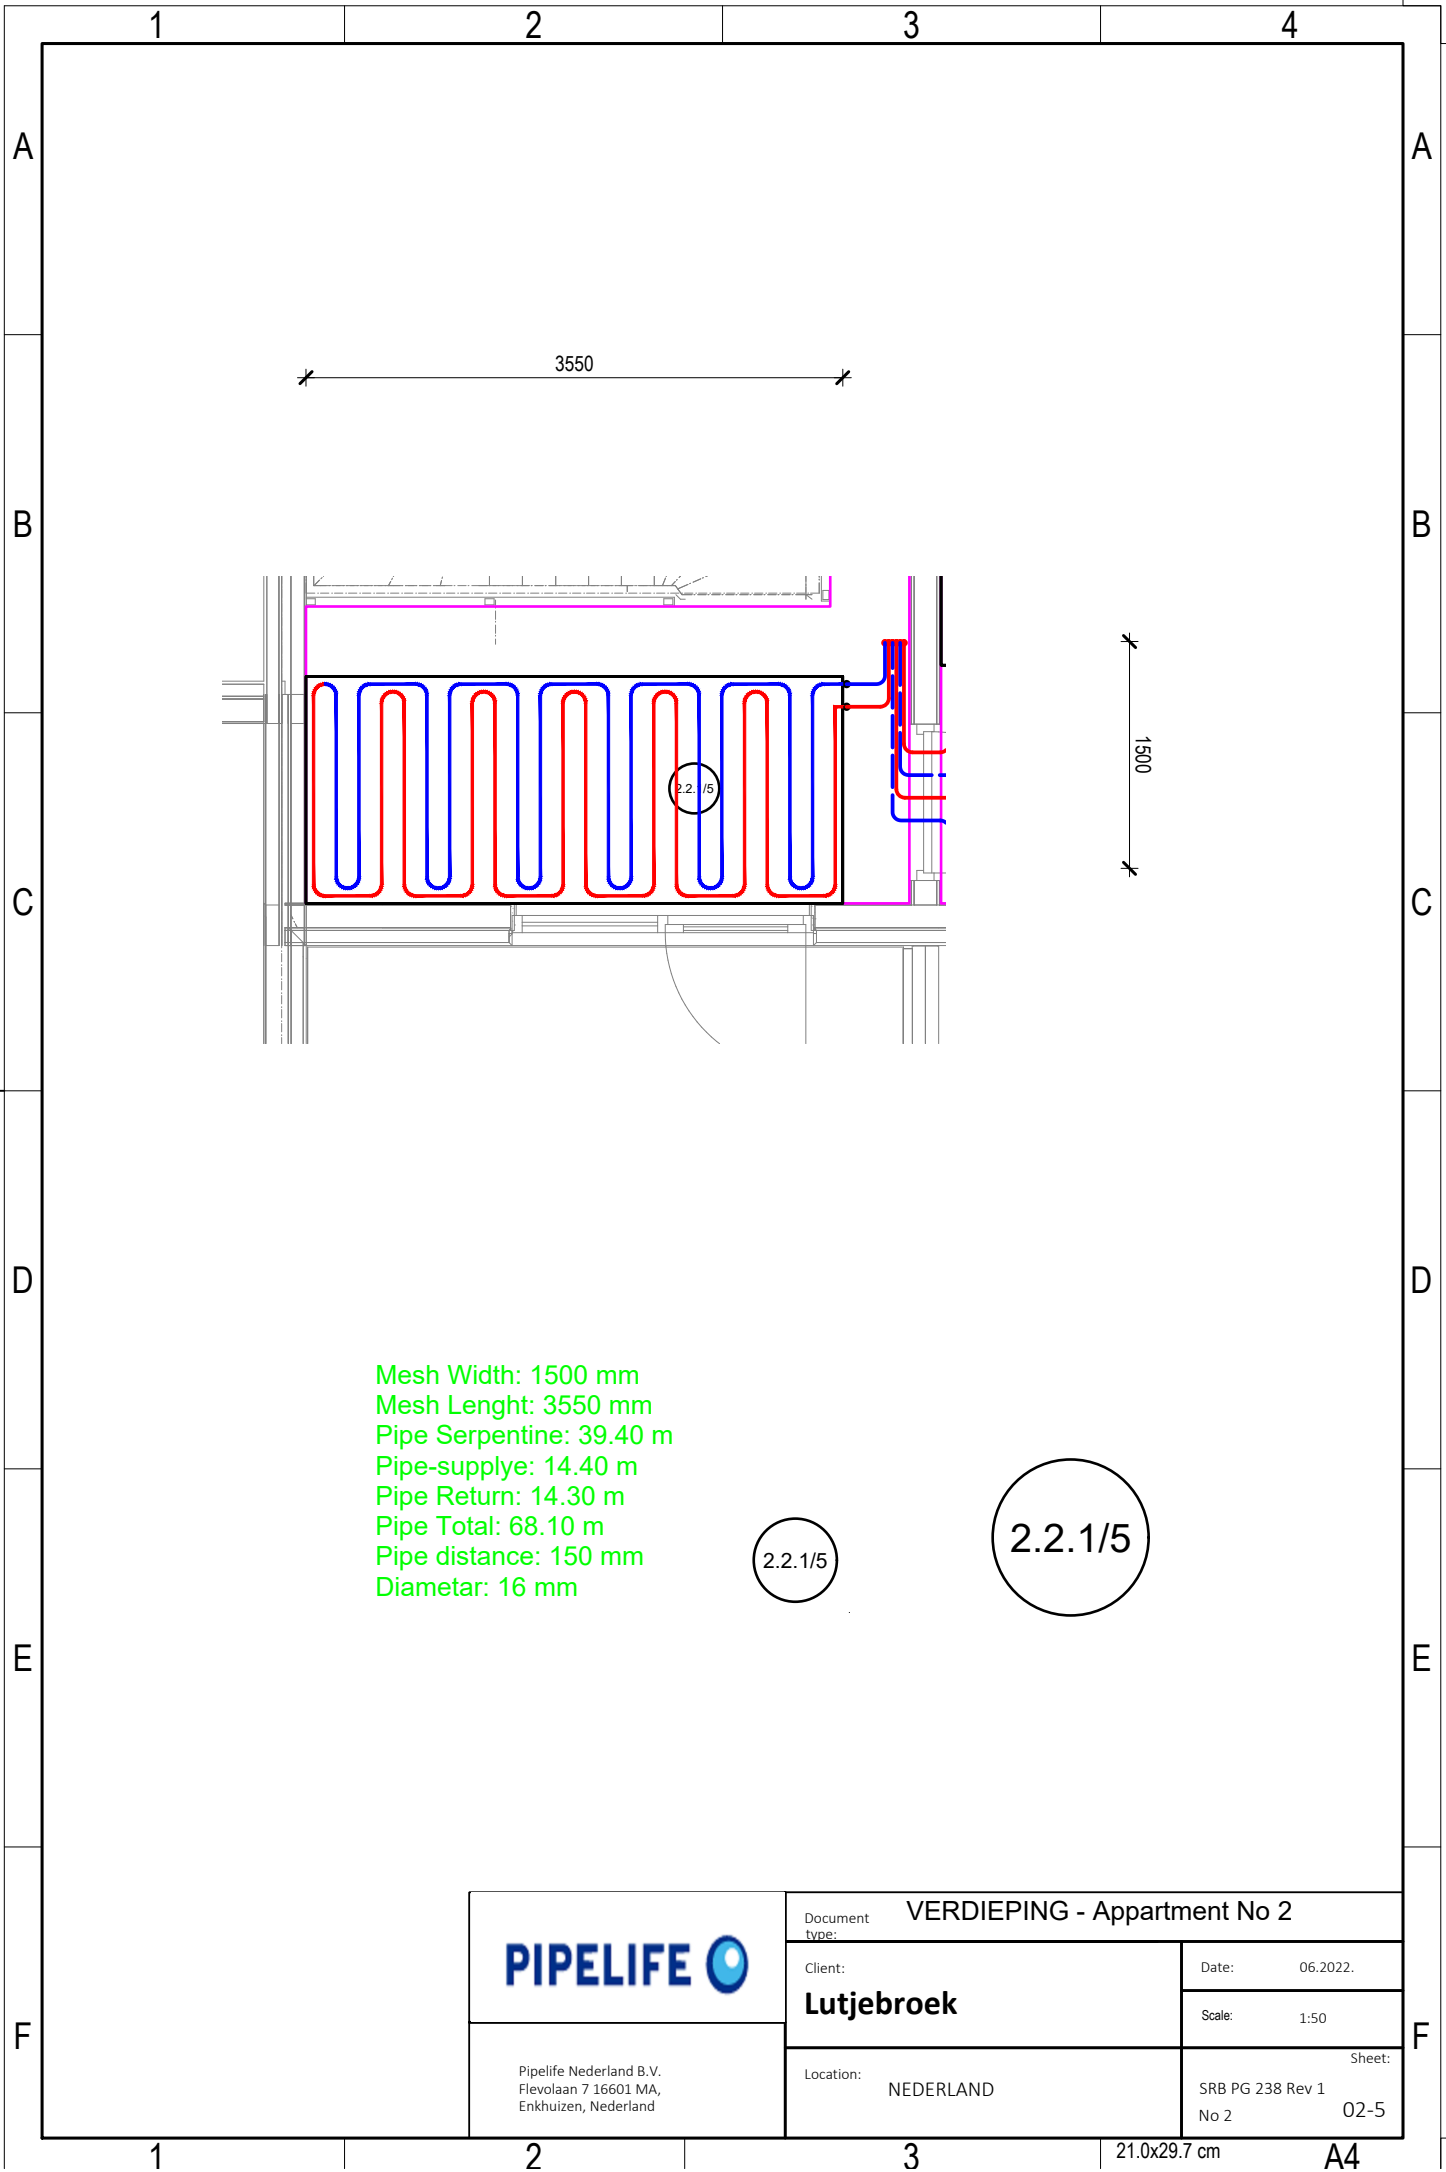 1 2 3 4
A A
3550
B B
1500
2.2.1/5
C C
D D
Mesh Width: 1500 mm
Mesh Lenght: 3550 mm
Pipe Serpentine: 39.40 m
Pipe-supplye: 14.40 m
Pipe Return: 14.30 m
Pipe Total: 68.10 m
Pipe distance: 150 mm
Diametar: 16 mm
2.2.1/5
2.2.1/5
E E
PIPELIFE
Document type: VERDIEPING - Appartment No 2
Client:
Lutjebroek
Date: 06.2022.
Scale: 1:50
F F
Pipelife Nederland B.V.
Flevolaan 7 16601 MA,
Enkhuizen, Nederland
Location: NEDERLAND
Sheet:
SRB PG 238 Rev 1
No 2 02-5
1 2 3 21.0x29.7 cm A4